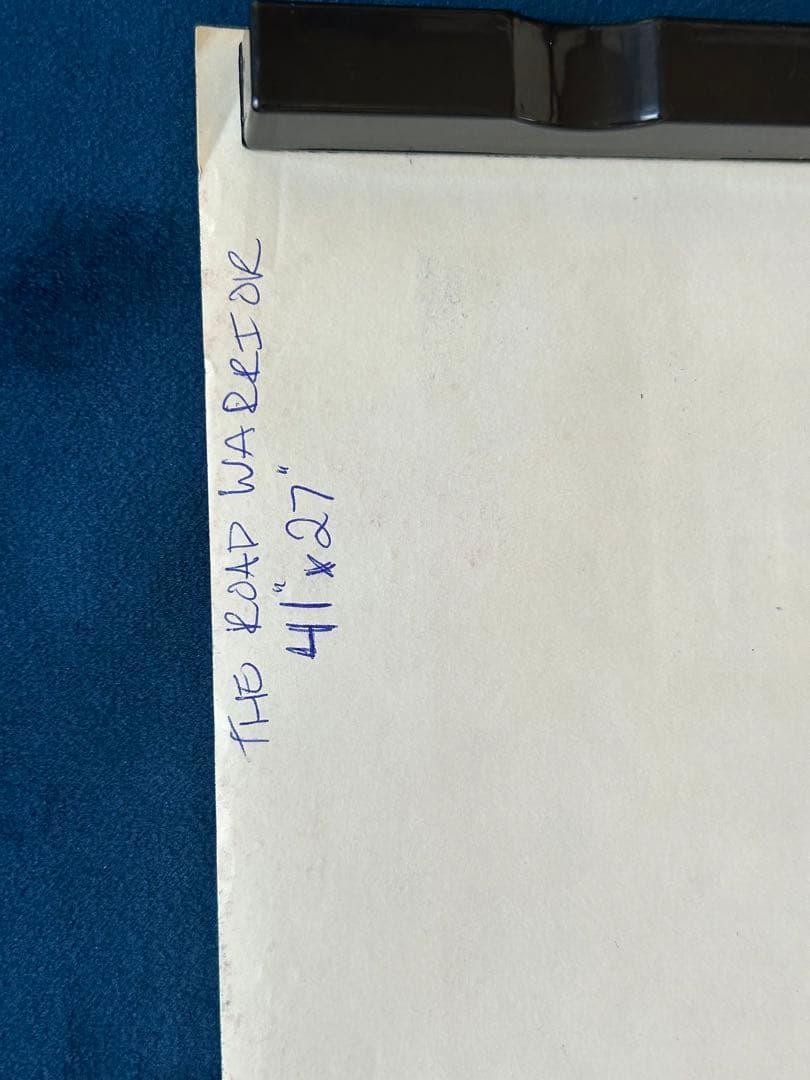 THE ROAD WARRIOR
41" x 27"